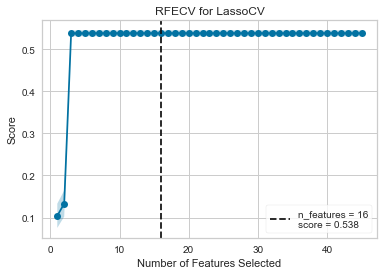 RFECV for LassoCV
Score
0.5
0.4
0.3
0.2
0.1
0 10 20 30 40
Number of Features Selected
n_features = 16
score = 0.538